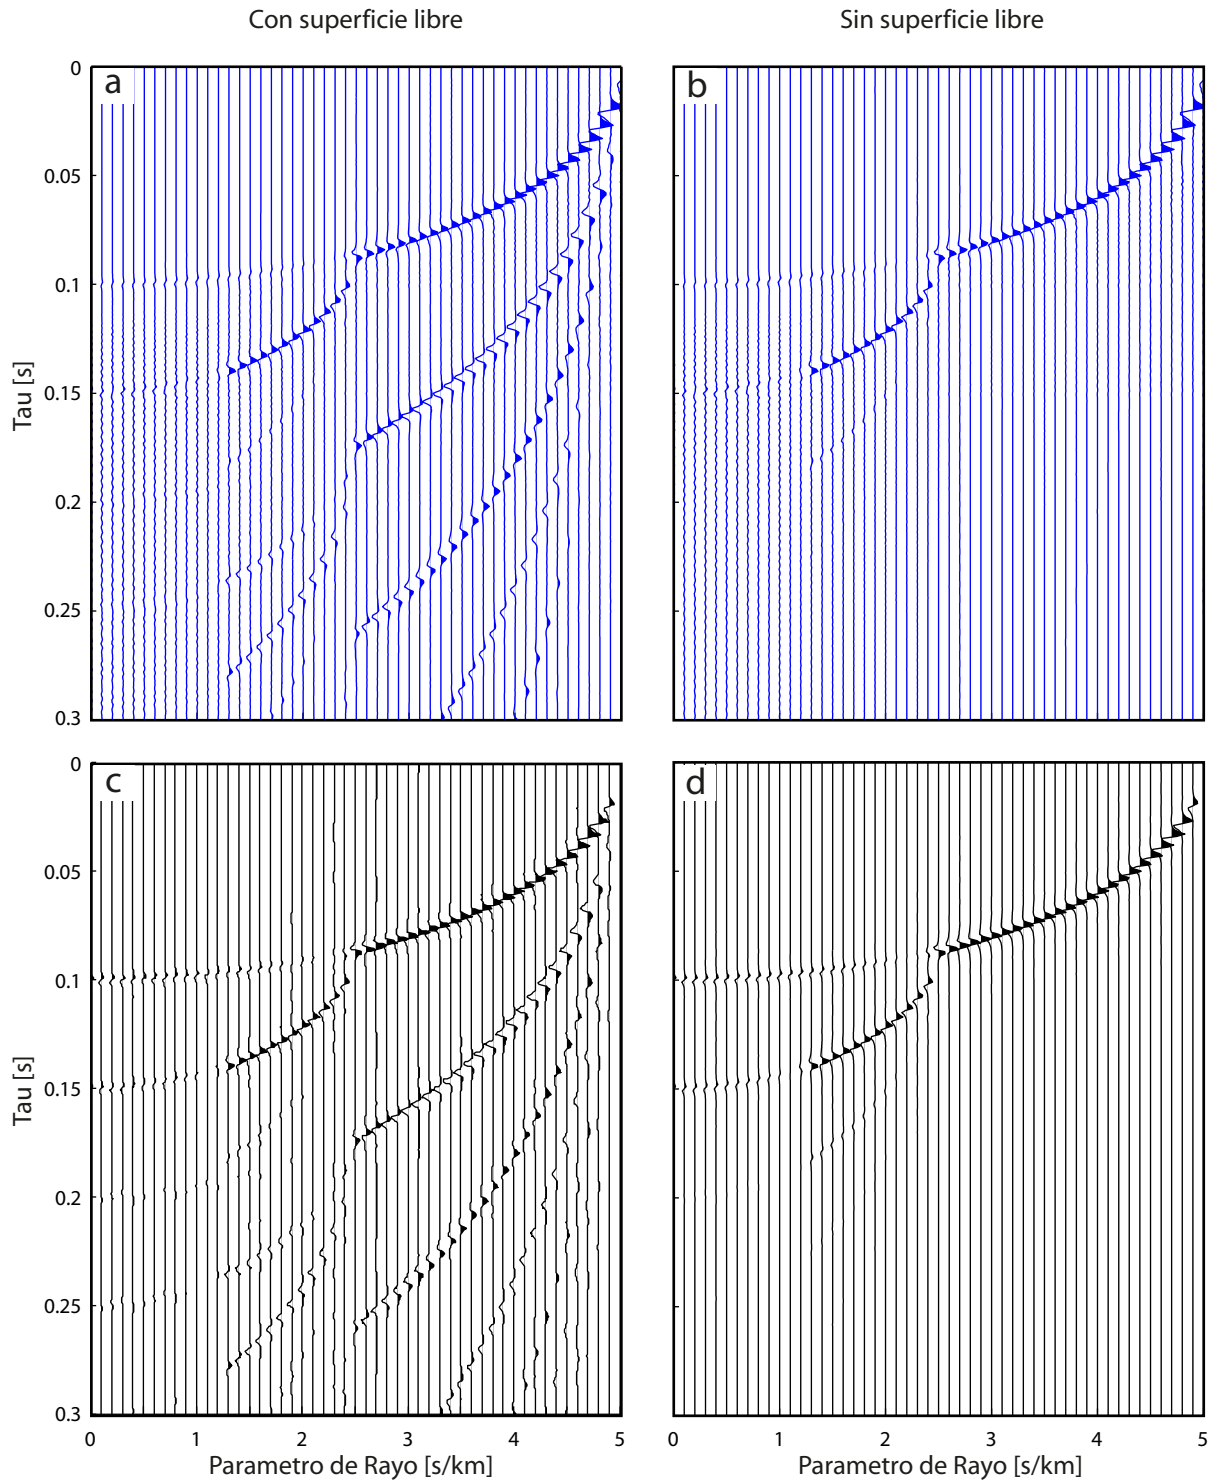 Con superficie libre
Sin superficie libre
a
b
0
0.05
0.1
0.15
0.2
0.25
0.3
Tau [s]
c
d
0
0.05
0.1
0.15
0.2
0.25
0.3
Tau [s]
0 1 2 3 4 5
0 1 2 3 4 5
Parametro de Rayo [s/km]
Parametro de Rayo [s/km]